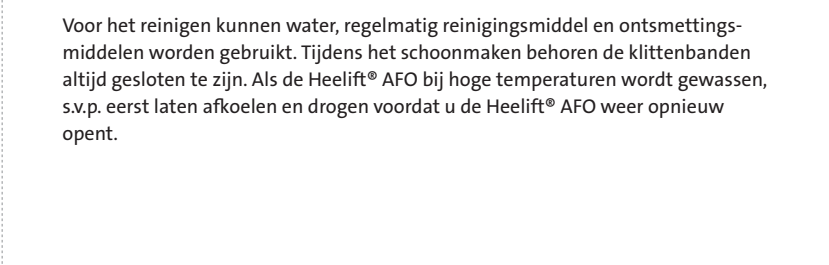 Voor het reinigen kunnen water, regelmatig reinigingsmiddel en ontsmettings-
middelen worden gebruikt. Tijdens het schoonmaken behoren de klittenbanden
altijd gesloten te zijn. Als de Heelift® AFO bij hoge temperaturen wordt gewassen,
s.v.p. eerst laten afkoelen en drogen voordat u de Heelift® AFO weer opnieuw
opent.